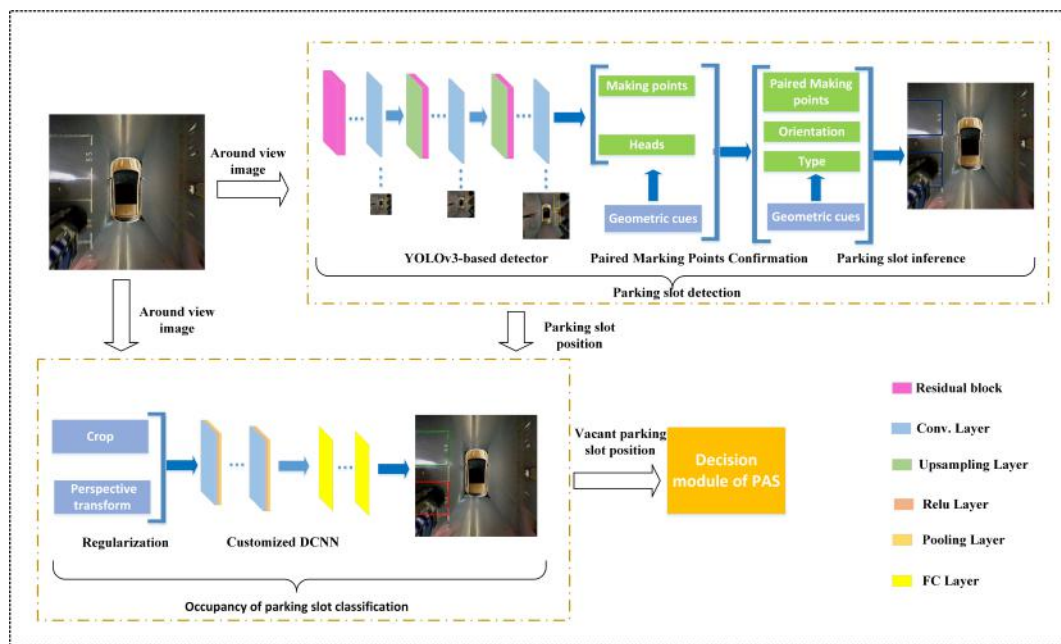 Around view
image
Making points
Heads
Geometric cues
Paired Making
points
Orientation
Type
Geometric cues
YOLOv3-based detector
Paired Marking Points Confirmation
Parking slot inference
Parking slot detection
Around view
image
Parking slot
position
Crop
Perspective
transform
Regularization
Customized DCNN
Occupancy of parking slot classification
Vacant parking
slot position
Decision
module of PAS
Residual block
Conv. Layer
Upsampling Layer
Relu Layer
Pooling Layer
FC Layer